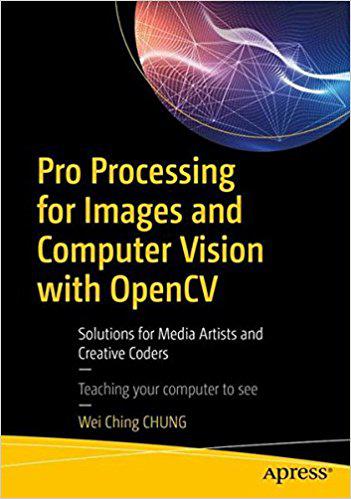 Pro Processing
for Images and
Computer Vision
with OpenCV
Solutions for Media Artists and
Creative Coders
—
Teaching your computer to see
—
Wei Ching CHUNG
Apress®